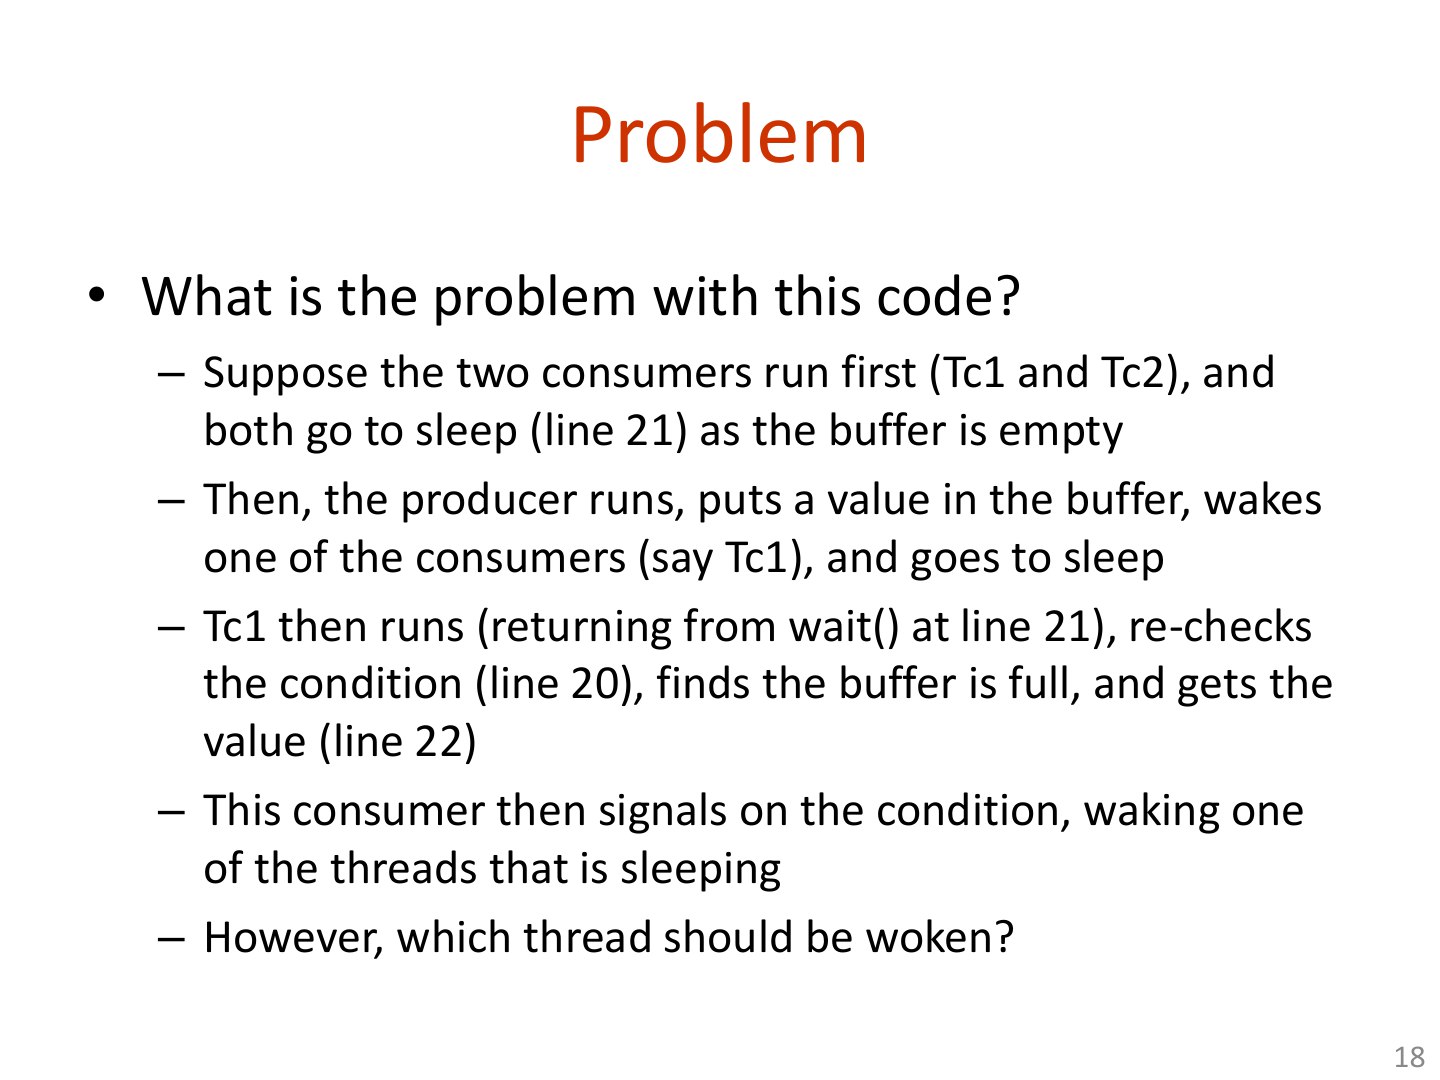 Problem
• What is the problem with this code?
– Suppose the two consumers run first (Tc1 and Tc2), and
both go to sleep (line 21) as the buffer is empty
– Then, the producer runs, puts a value in the buffer, wakes
one of the consumers (say Tc1), and goes to sleep
– Tc1 then runs (returning from wait() at line 21), re-checks
the condition (line 20), finds the buffer is full, and gets the
value (line 22)
– This consumer then signals on the condition, waking one
of the threads that is sleeping
– However, which thread should be woken?
18